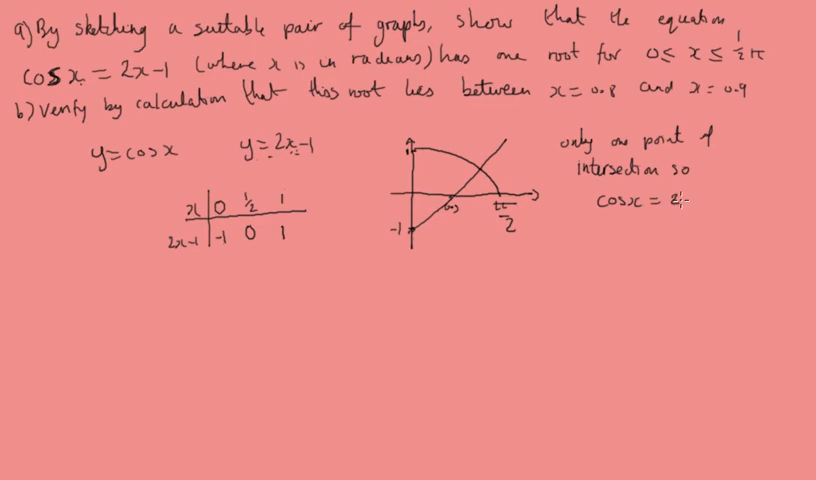 a) By sketching a suitable pair of graphs, show that the equation
cos x = 2x-1 (where x is in radians) has one root for 0 ≤ x ≤ ½π
b) Verify by calculation that this root lies between x = 0.8 and x = 0.9
y = cos x y = 2x-1
x 0 ½ 1
2x-1 -1 0 1
1
-1 0.5 π/2
only one point of
intersection so
cos x = 2